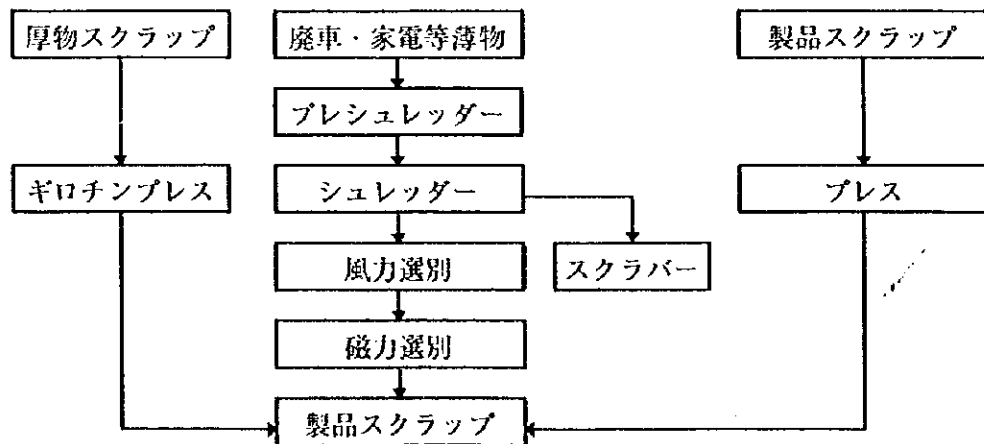 厚物スクラップ
廃車・家電等薄物
製品スクラップ
プレシュレッダー
ギロチンプレス
シュレッダー
プレス
風力選別
スクラバー
磁力選別
製品スクラップ